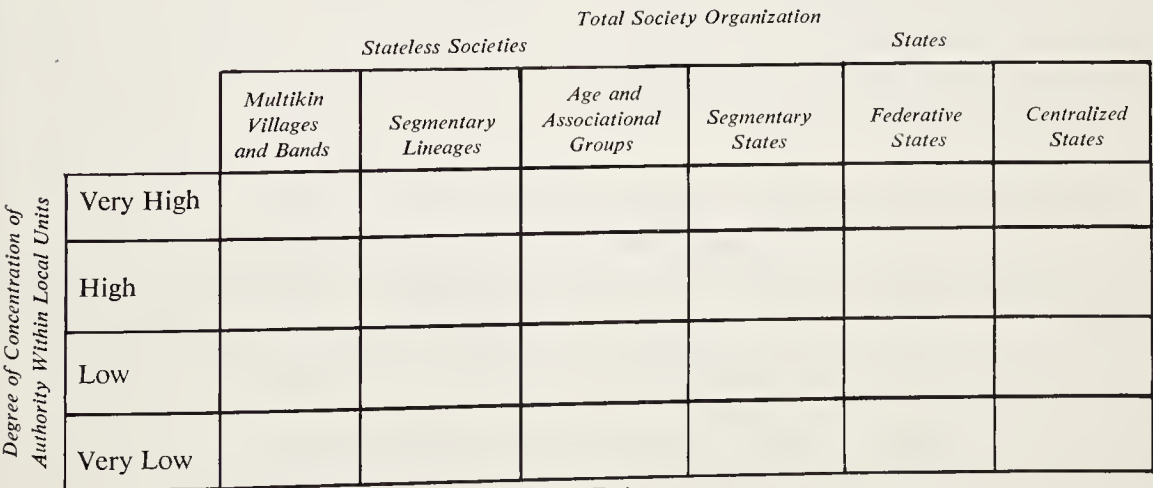 Total Society Organization
Stateless Societies
States
Multikin
Villages
and Bands
Segmentary
Lineages
Age and
Associational
Groups
Segmentary
States
Federative
States
Centralized
States
Degree of Concentration of
Authority Within Local Units
Very High
High
Low
Very Low